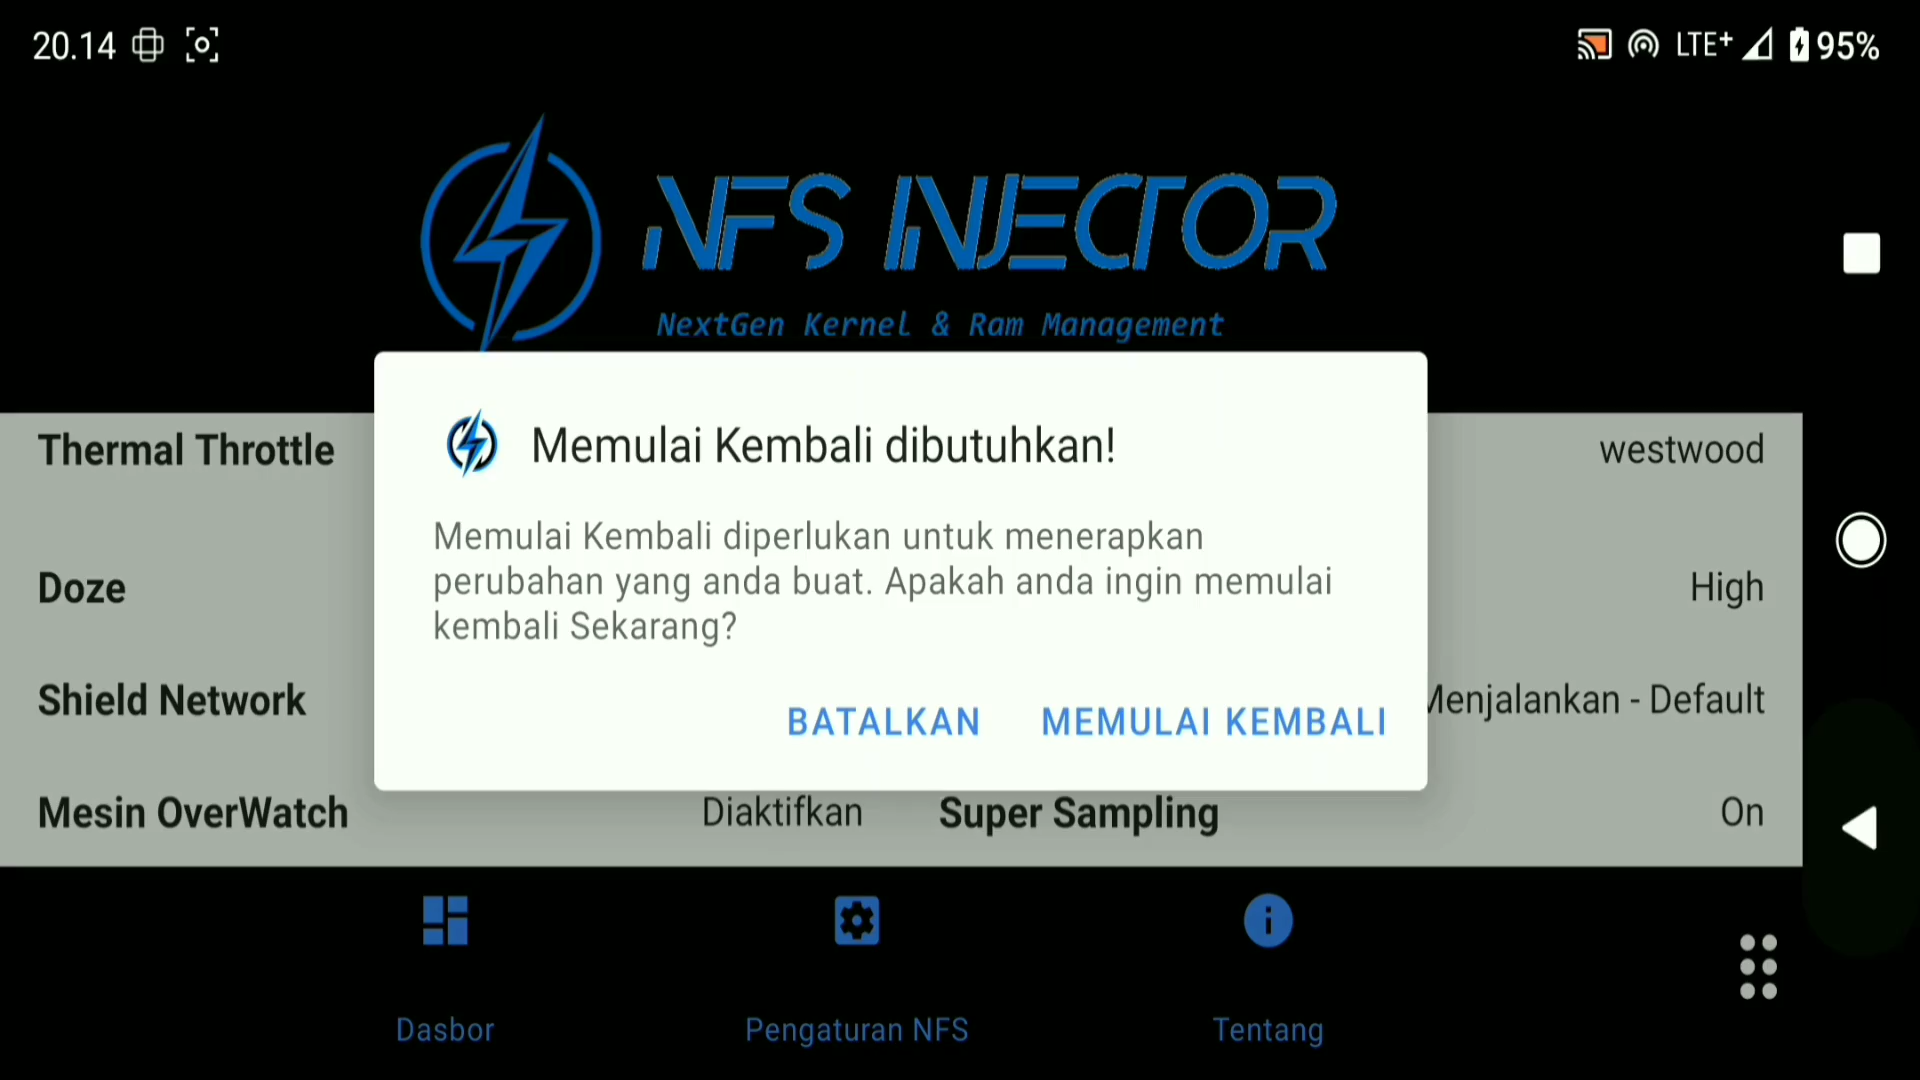 20.14
LTE+ 95%
NFS INJECTOR
NextGen Kernel & Ram Management
Memulai Kembali dibutuhkan!
Memulai Kembali diperlukan untuk menerapkan
perubahan yang anda buat. Apakah anda ingin memulai
kembali Sekarang?
BATALKAN MEMULAI KEMBALI
Thermal Throttle
westwood
Doze
High
Shield Network
Menjalankan - Default
Mesin OverWatch Diaktifkan
Super Sampling On
Dasbor
Pengaturan NFS
Tentang